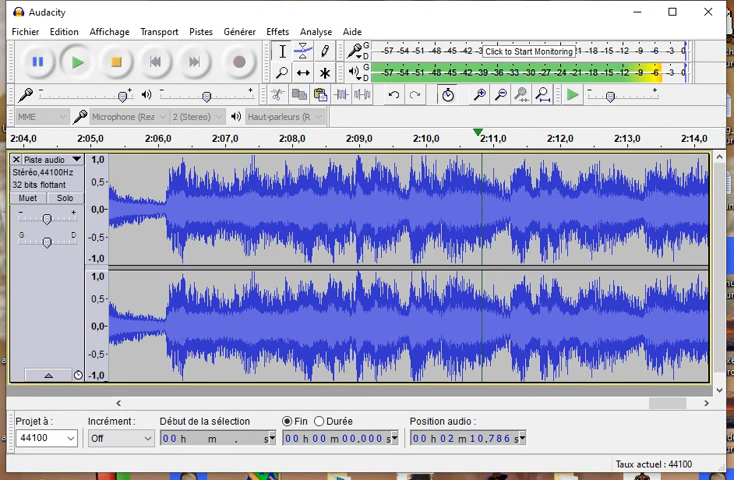 Audacity
Fichier Edition Affichage Transport Pistes Générer Effets Analyse Aide
G D -57 -54 -51 -48 -45 -42 -3 Click to Start Monitoring -18 -15 -12 -9 -6 -3 0
G D -57 -54 -51 -48 -45 -42 -39 -36 -33 -30 -27 -24 -21 -18 -15 -12 -9 -6 -3 0
MME Microphone (Rea 2 (Stereo) Haut-parleurs (R
2:04,0 2:05,0 2:06,0 2:07,0 2:08,0 2:09,0 2:10,0 2:11,0 2:12,0 2:13,0 2:14,0
Piste audio 1,0
Stéréo,44100Hz
32 bits flottant 0,5
Muet Solo
- + 0,0
G D -0,5
-1,0
1,0
0,5
0,0
-0,5
-1,0
Projet à : Incrément: Début de la sélection Fin Durée Position audio :
44100 Off 00 h m . s 00 h 00 m 00.000 s 00 h 02 m 10.786 s
Taux actuel : 44100